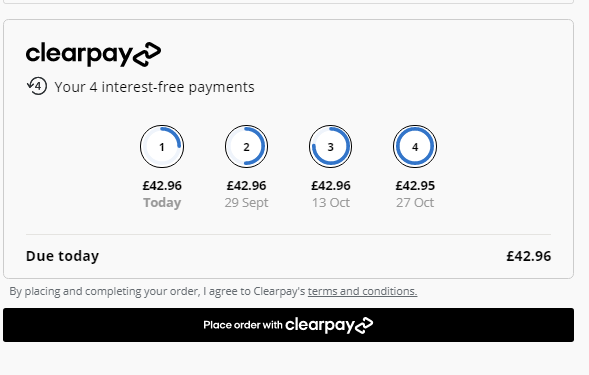 clearpay
4 Your 4 interest-free payments
1 2 3 4
£42.96 £42.96 £42.96 £42.95
Today 29 Sept 13 Oct 27 Oct
Due today £42.96
By placing and completing your order, I agree to Clearpay's terms and conditions.
Place order with clearpay